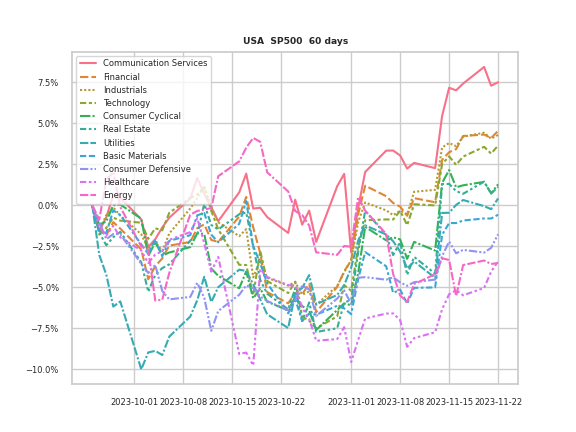 USA SP500 60 days
Communication Services
Financial
Industrials
Technology
Consumer Cyclical
Real Estate
Utilities
Basic Materials
Consumer Defensive
Healthcare
Energy
7.5%
5.0%
2.5%
0.0%
−2.5%
−5.0%
−7.5%
−10.0%
2023-10-01 2023-10-08 2023-10-15 2023-10-22 2023-11-01 2023-11-08 2023-11-15 2023-11-22